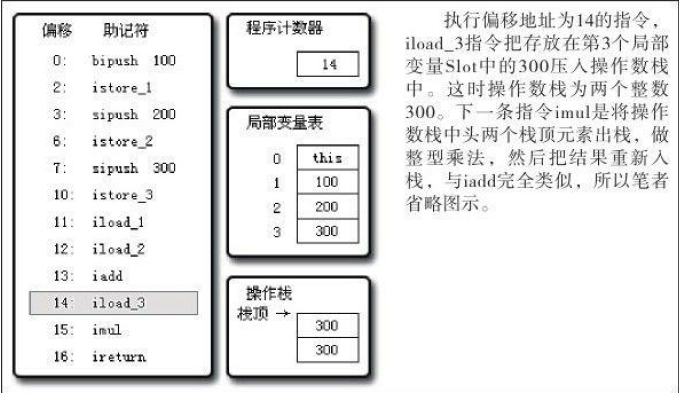 偏移 助记符
0: bipush 100
2: istore_1
3: sipush 200
6: istore_2
7: sipush 300
10: istore_3
11: iload_1
12: iload_2
13: iadd
14: iload_3
15: imul
16: ireturn
程序计数器
14
局部变量表
0 this
1 100
2 200
3 300
操作栈
栈顶 →
300
300
执行偏移地址为14的指令，
iload_3指令把存放在第3个局部
变量Slot中的300压入操作数栈
中。这时操作数栈为两个整数
300。下一条指令imul是将操作
数栈中头两个栈顶元素出栈，做
整型乘法，然后把结果重新入
栈，与iadd完全类似，所以笔者
省略图示。